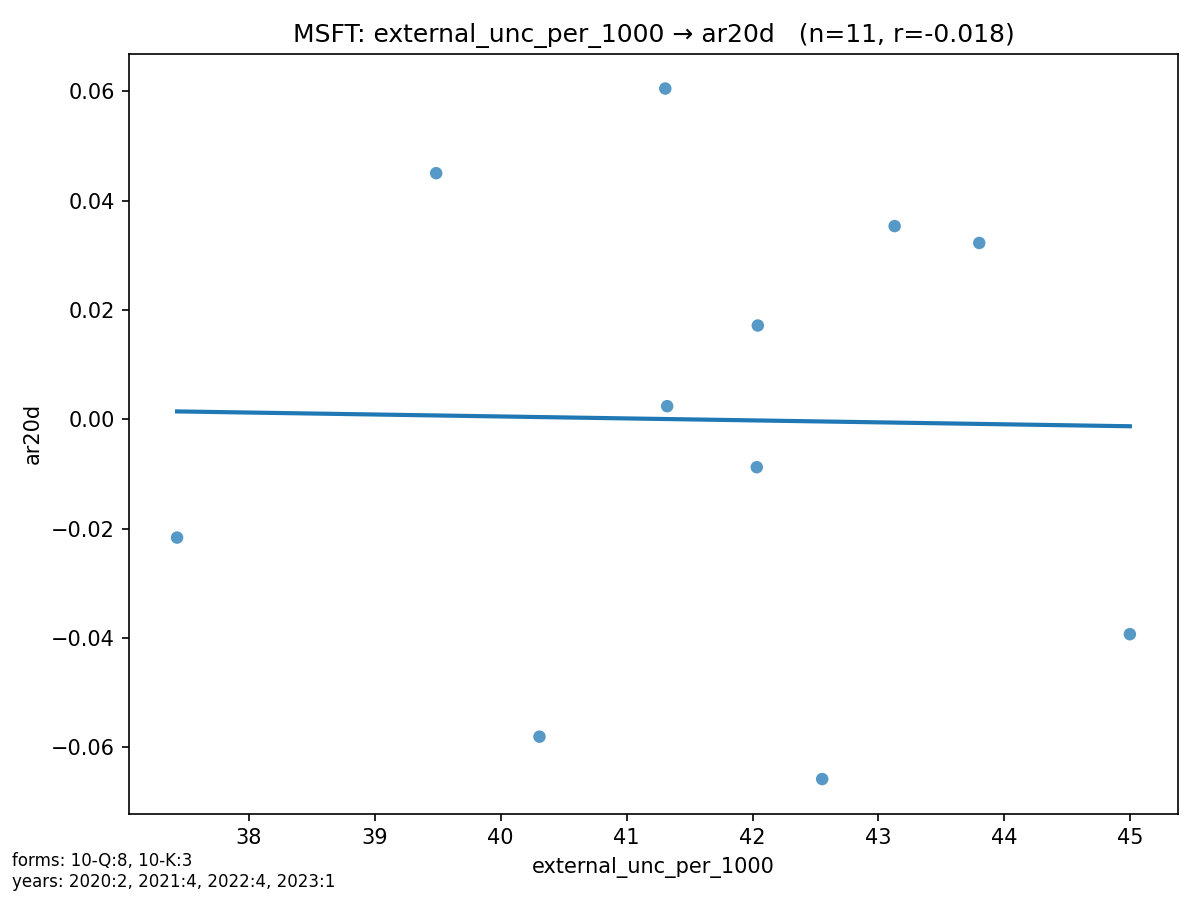 MSFT: external_unc_per_1000 → ar20d (n=11, r=-0.018)
0.06
0.04
0.02
0.00
−0.02
−0.04
−0.06
ar20d
38 39 40 41 42 43 44 45
external_unc_per_1000
forms: 10-Q:8, 10-K:3
years: 2020:2, 2021:4, 2022:4, 2023:1